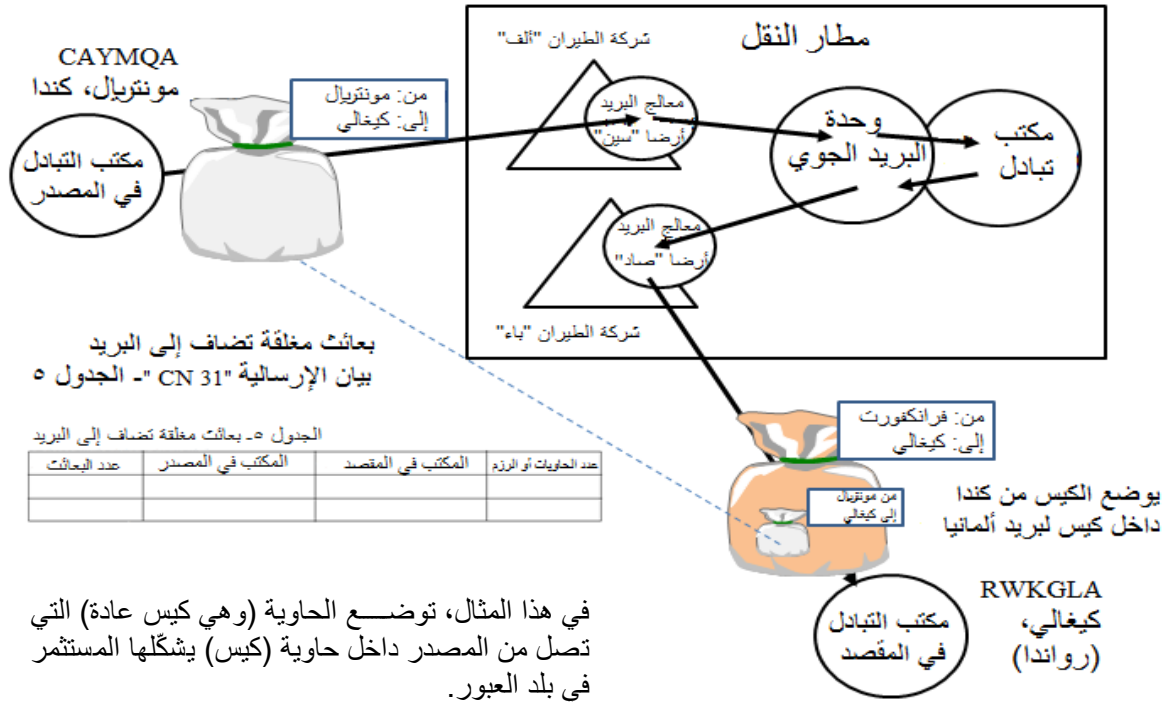 مطار النقل
شركة الطيران "ألف"
CAYMQA
مونتريال، كندا
من: مونتريال
إلى: كيغالي
معالج البريد
أرضا "سين"
وحدة
البريد الجوي
مكتب
تبادل
مكتب التبادل
في المصدر
معالج البريد
أرضا "صاد"
شركة الطيران "باء"
بعائث مغلقة تضاف إلى البريد
بيان الإرسالية "CN 31 "- الجدول ٥
من: فرانكفورت
إلى: كيغالي
الجدول ٥- بعائث مغلقة تضاف إلى البريد
عدد الحاويات أو الرزم المكتب في المقصد المكتب في المصدر عدد البعائث
من مونتريال
إلى كيغالي
يوضع الكيس من كندا
داخل كيس لبريد ألمانيا
RWKGLA
كيغالي،
(رواندا)
مكتب التبادل
في المقصد
في هذا المثال، توضع الحاوية (وهي كيس عادة) التي
تصل من المصدر داخل حاوية (كيس) يشكّلها المستثمر
في بلد العبور.